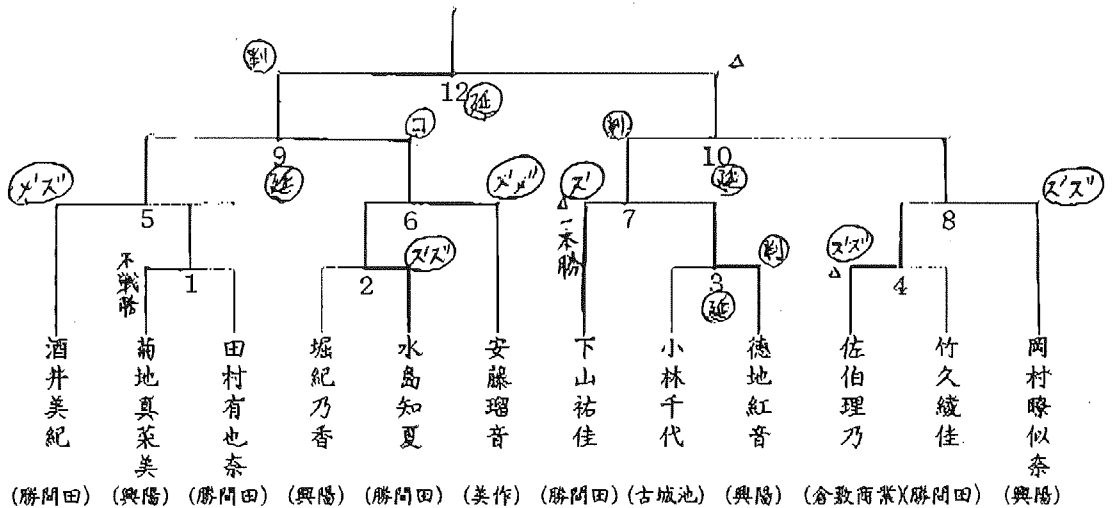 判 △
12 延
コ 判
9 延 10 延
メズ メメ ズ ズズ
5 6 7 8
△一本勝
不戦勝 ズズ 判 ズズ
1 2 3 延 4 △
酒井美紀
菊地真菜美
田村有也奈
堀紀乃香
水島知夏
安藤瑠音
下山祐佳
小林千代
徳地紅音
佐伯理乃
竹久綾佳
岡村瞭似奈
(勝間田) (興陽) (勝間田) (興陽) (勝間田) (美作) (勝間田) (古城池) (興陽) (倉敷商業) (勝間田) (興陽)